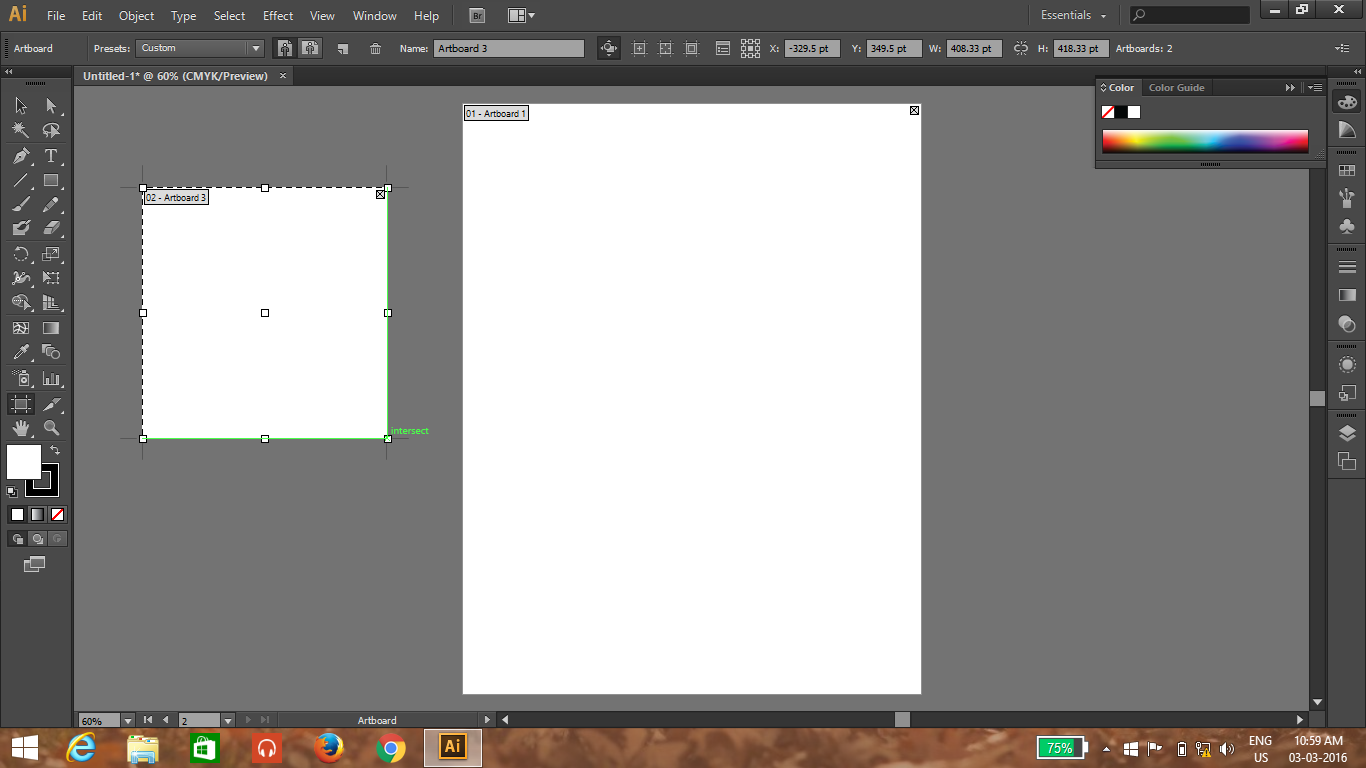 Ai File Edit Object Type Select Effect View Window Help Br Essentials
Artboard Presets: Custom Name: Artboard 3 X: -329.5 pt Y: 349.5 pt W: 408.33 pt H: 418.33 pt Artboards: 2
Untitled-1* @ 60% (CMYK/Preview)
Color Color Guide
01 - Artboard 1
02 - Artboard 3
T
intersect
60% 2 Artboard
Ai 75% ENG 10:59 AM
US 03-03-2016